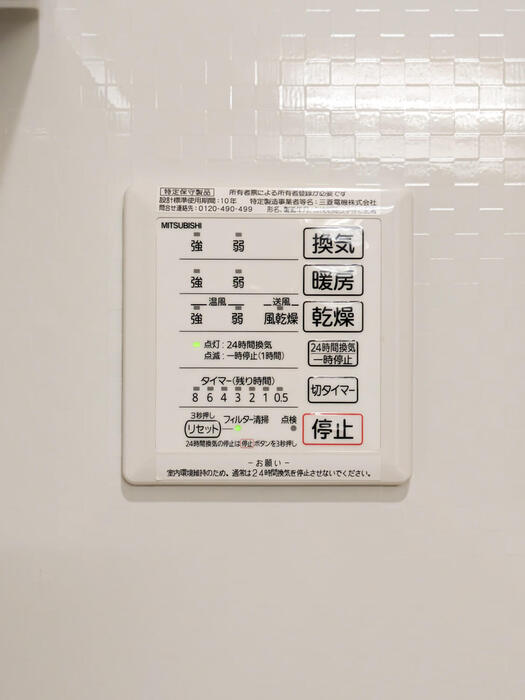 特定保守製品 所有者票による所有者登録が必要です
設計標準使用期間:10年 特定製造事業者等名:三菱電機株式会社
問合せ連絡先:0120-490-499 形名、製造年
MITSUBISHI
強 弱 換気
強 弱 暖房
温風 送風
強 弱 風乾燥 乾燥
点灯:24時間換気 24時間換気
点滅:一時停止(1時間) 一時停止
タイマー(残り時間) 切タイマー
8 6 4 3 2 1 0.5
3秒押し
リセット フィルター清掃 点検 停止
24時間換気の停止は停止ボタンを3秒押し
-お願い-
室内環境維持のため、通常は24時間換気を停止させないでください。